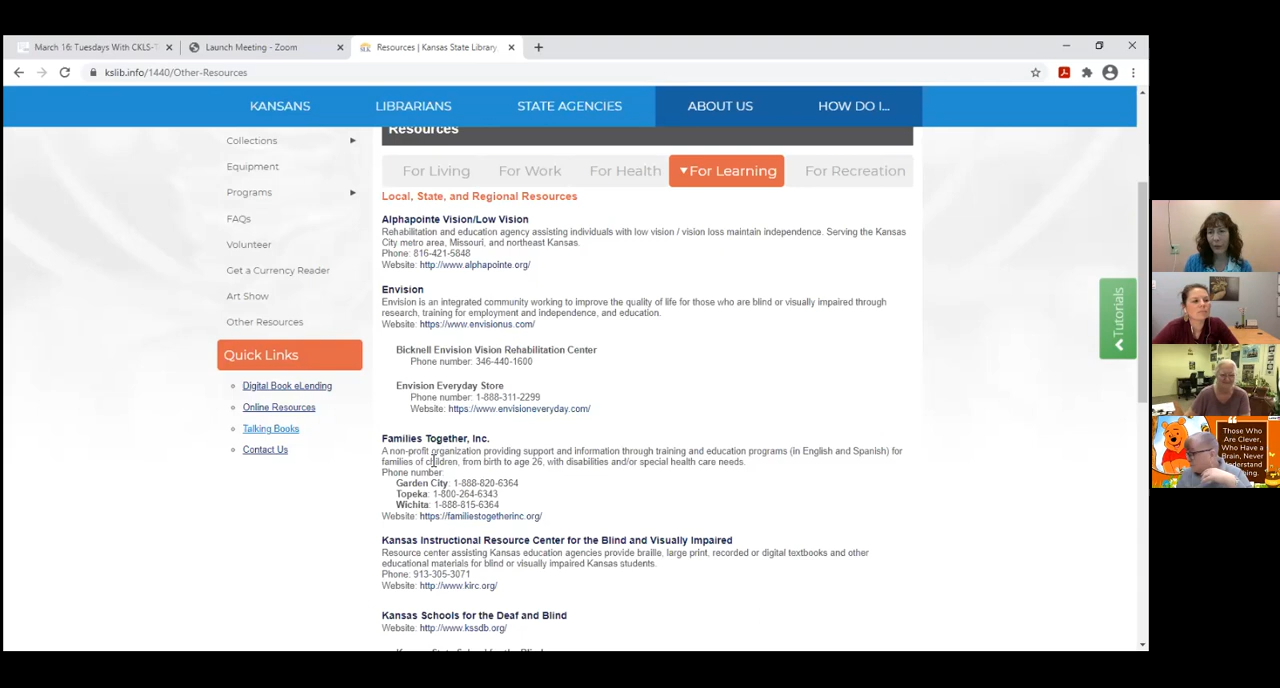 March 16: Tuesdays With CKLS-T
Launch Meeting - Zoom
Resources | Kansas State Library
kslib.info/1440/Other-Resources
KANSANS
LIBRARIANS
STATE AGENCIES
ABOUT US
HOW DO I...
Collections
Equipment
Programs
FAQs
Volunteer
Get a Currency Reader
Art Show
Other Resources
Quick Links
Digital Book eLending
Online Resources
Talking Books
Contact Us
Resources
For Living
For Work
For Health
For Learning
For Recreation
Local, State, and Regional Resources
Alphapointe Vision/Low Vision
Rehabilitation and education agency assisting individuals with low vision / vision loss maintain independence. Serving the Kansas
City metro area, Missouri, and northeast Kansas.
Phone: 816-421-5848
Website: http://www.alphapointe.org/
Envision
Envision is an integrated community working to improve the quality of life for those who are blind or visually impaired through
research, training for employment and independence, and education.
Website: https://www.envisionus.com/
Bicknell Envision Vision Rehabilitation Center
Phone number: 346-440-1600
Envision Everyday Store
Phone number: 1-888-311-2299
Website: https://www.envisioneveryday.com/
Families Together, Inc.
A non-profit organization providing support and information through training and education programs (in English and Spanish) for
families of children, from birth to age 26, with disabilities and/or special health care needs.
Phone number:
Garden City: 1-888-820-6364
Topeka: 1-800-264-6343
Wichita: 1-888-815-6364
Website: https://familiestogetherinc.org/
Kansas Instructional Resource Center for the Blind and Visually Impaired
Resource center assisting Kansas education agencies provide braille, large print, recorded or digital textbooks and other
educational materials for blind or visually impaired Kansas students.
Phone: 913-305-3071
Website: http://www.kirc.org/
Kansas Schools for the Deaf and Blind
Website: http://www.kssdb.org/
Tutorials
Those Who
Are Clever,
Who Have a
Brain, Never
Understand